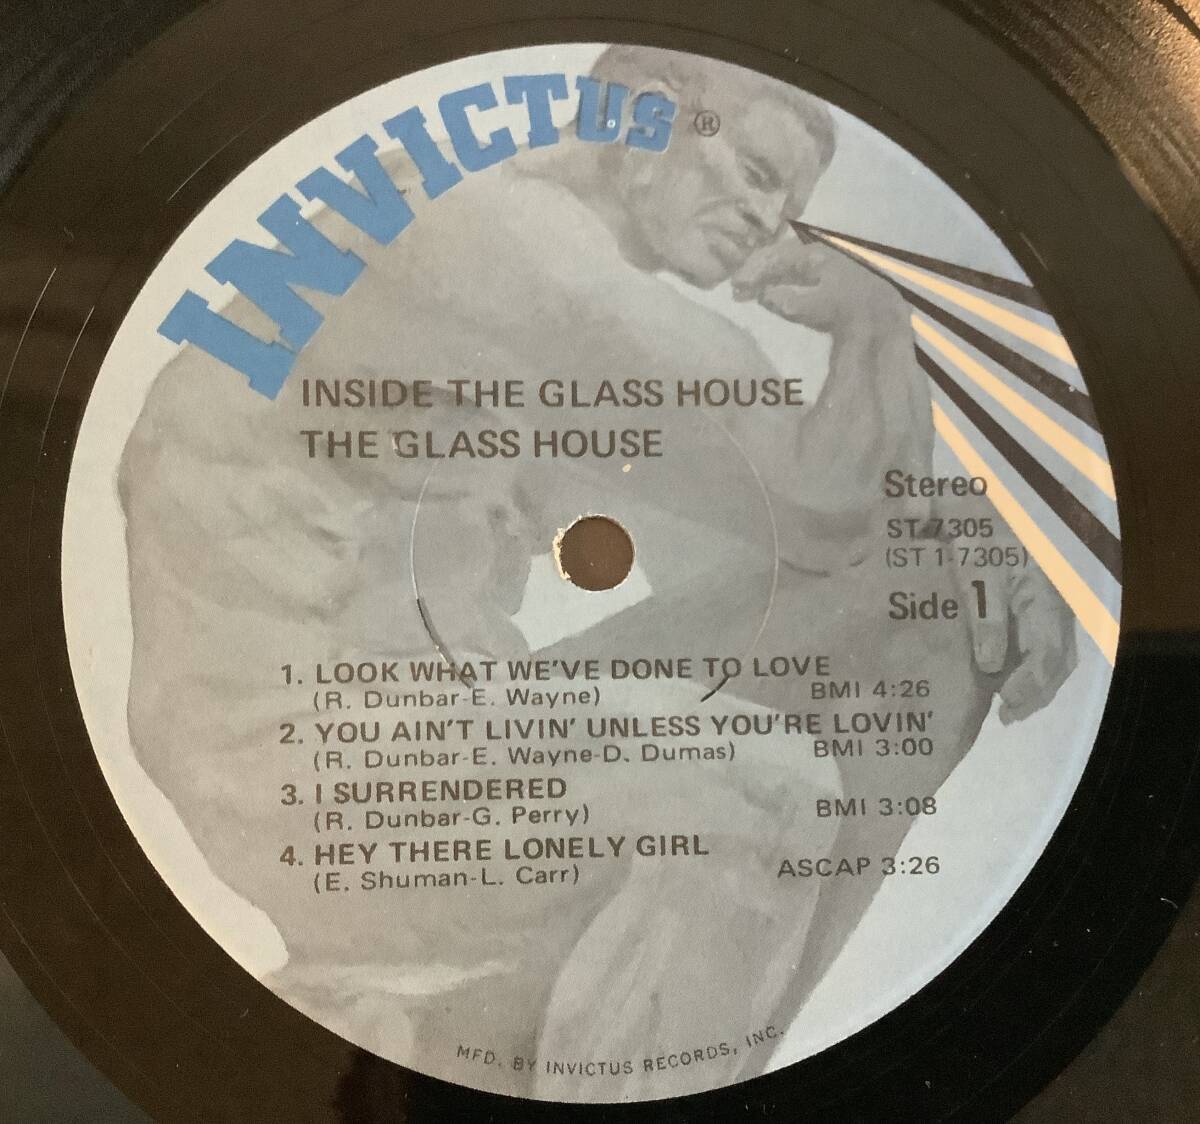 INVICTUS ®
INSIDE THE GLASS HOUSE
THE GLASS HOUSE
Stereo
ST-7305
(ST 1-7305)
Side 1
1. LOOK WHAT WE'VE DONE TO LOVE
(R. Dunbar-E. Wayne) BMI 4:26
2. YOU AIN'T LIVIN' UNLESS YOU'RE LOVIN'
(R. Dunbar-E. Wayne-D. Dumas) BMI 3:00
3. I SURRENDERED
(R. Dunbar-G. Perry) BMI 3:08
4. HEY THERE LONELY GIRL
(E. Shuman-L. Carr) ASCAP 3:26
MFD. BY INVICTUS RECORDS, INC.